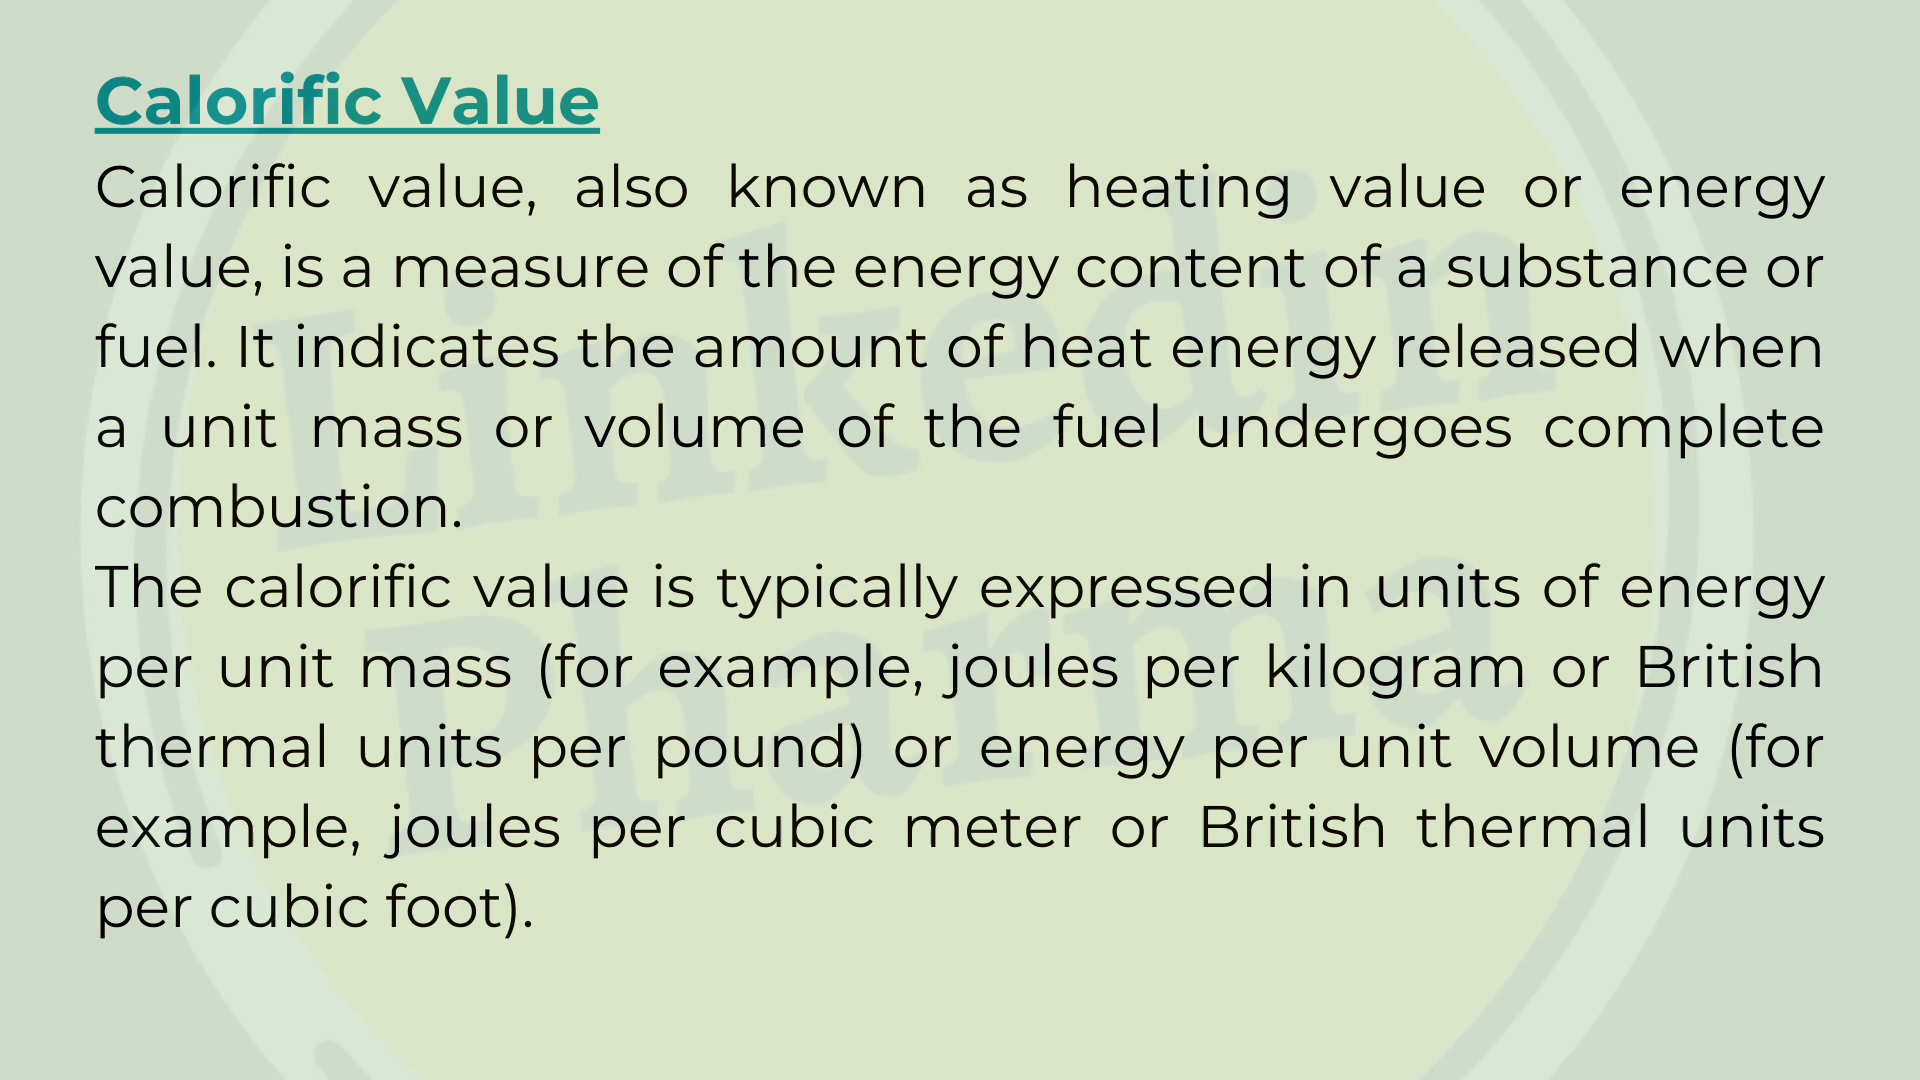 Calorific Value
Calorific value, also known as heating value or energy
value, is a measure of the energy content of a substance or
fuel. It indicates the amount of heat energy released when
a unit mass or volume of the fuel undergoes complete
combustion.
The calorific value is typically expressed in units of energy
per unit mass (for example, joules per kilogram or British
thermal units per pound) or energy per unit volume (for
example, joules per cubic meter or British thermal units
per cubic foot).
Linkedin
Pharma